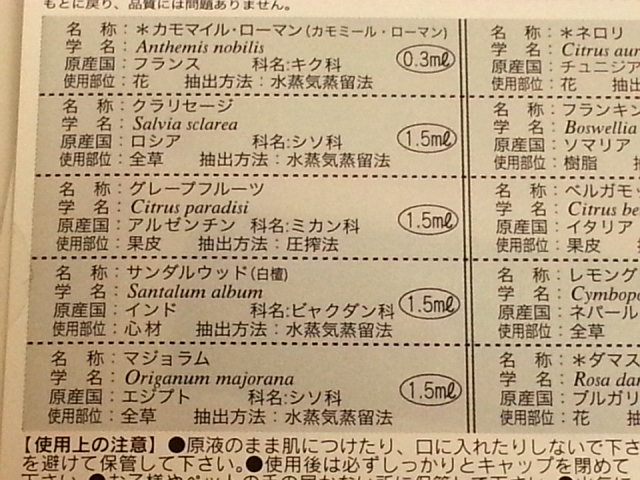 もとに戻り、品質には問題ありません。
名　称：＊カモマイル・ローマン(カモミール・ローマン)
学　名：Anthemis nobilis
原産国：フランス　科名:キク科
使用部位：花　抽出方法：水蒸気蒸留法
0.3mℓ
名　称：クラリセージ
学　名：Salvia sclarea
原産国：ロシア　科名:シソ科
使用部位：全草　抽出方法：水蒸気蒸留法
1.5mℓ
名　称：グレープフルーツ
学　名：Citrus paradisi
原産国：アルゼンチン　科名:ミカン科
使用部位：果皮　抽出方法：圧搾法
1.5mℓ
名　称：サンダルウッド(白檀)
学　名：Santalum album
原産国：インド　科名:ビャクダン科
使用部位：心材　抽出方法：水蒸気蒸留法
1.5mℓ
名　称：マジョラム
学　名：Origanum majorana
原産国：エジプト　科名:シソ科
使用部位：全草　抽出方法：水蒸気蒸留法
1.5mℓ
名　称：＊ネロリ
学　名：Citrus aur
原産国：チュニジア
使用部位：花　抽出
名　称：フランキン
学　名：Boswellia
原産国：ソマリア
使用部位：樹脂
名　称：ベルガモッ
学　名：Citrus be
原産国：イタリア
使用部位：果皮
名　称：レモング
学　名：Cymbopo
原産国：ネパール
使用部位：全草
名　称：＊ダマス
学　名：Rosa dam
原産国：ブルガリ
使用部位：花　抽
【使用上の注意】●原液のまま肌につけたり、口に入れたりしないで下さ
を避けて保管して下さい。●使用後は必ずしっかりとキャップを閉めて